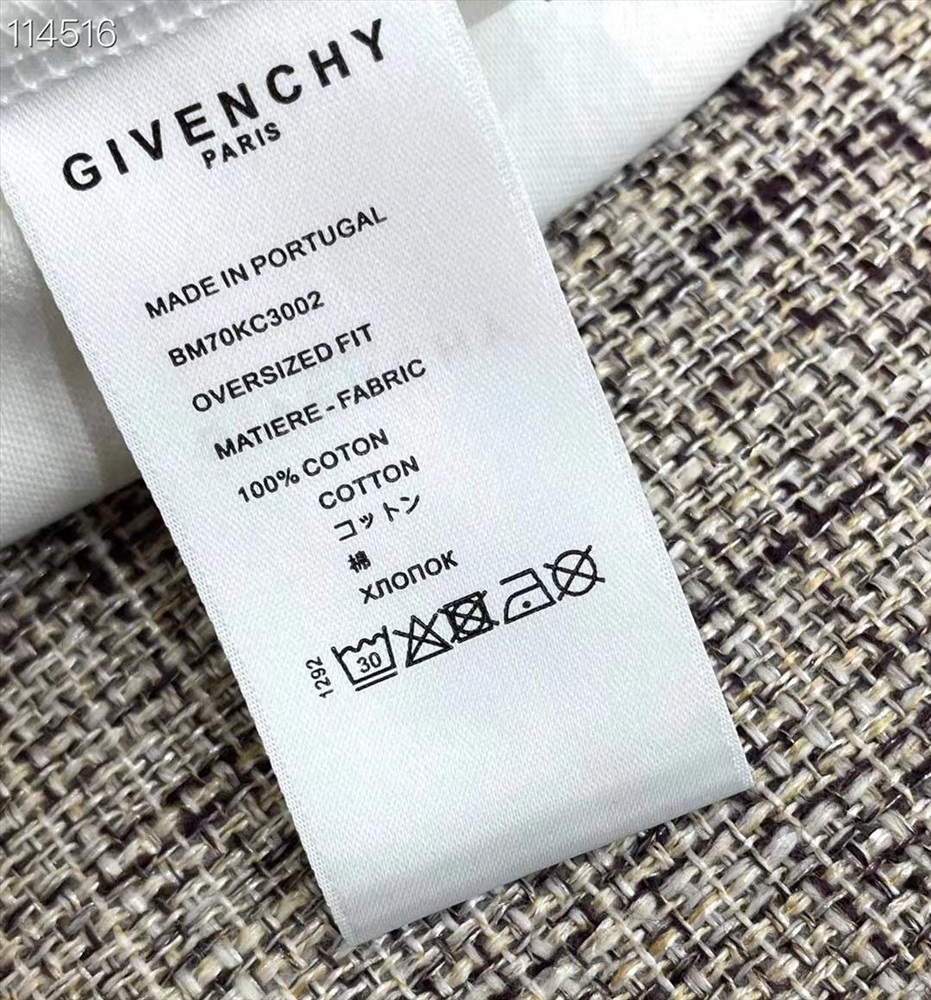 114516
GIVENCHY
PARIS
MADE IN PORTUGAL
BM70KC3002
OVERSIZED FIT
MATIERE - FABRIC
100% COTON
COTTON
コットン
棉
ХЛОПОК
1292
30